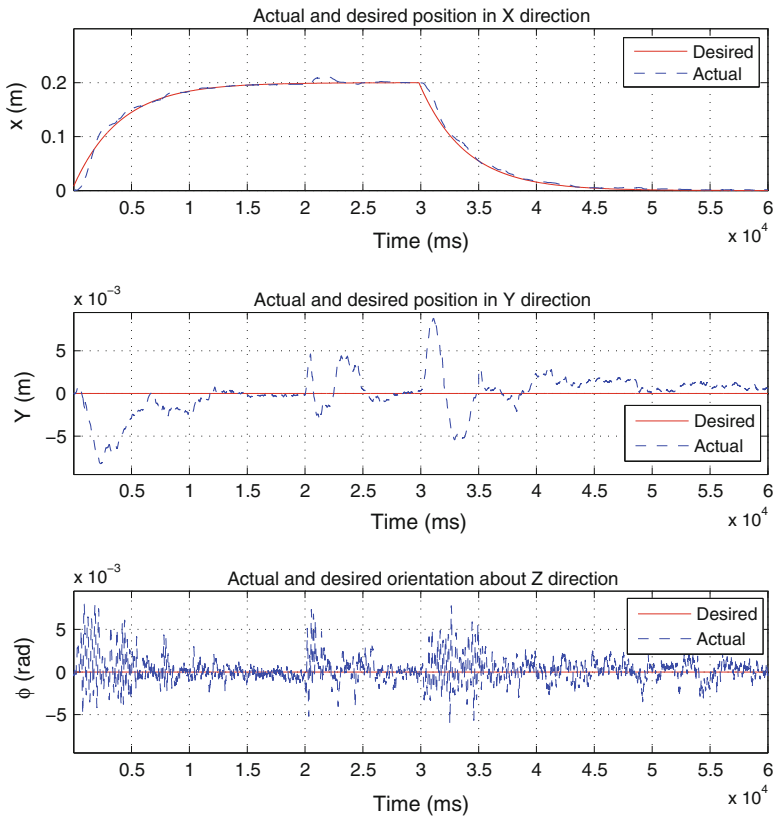 Actual and desired position in X direction
x (m)
0.2
0.1
0
Desired
Actual
0.5 1 1.5 2 2.5 3 3.5 4 4.5 5 5.5 6
Time (ms)
x 10^4
x 10^-3
Actual and desired position in Y direction
Y (m)
5
0
−5
Desired
Actual
0.5 1 1.5 2 2.5 3 3.5 4 4.5 5 5.5 6
Time (ms)
x 10^4
x 10^-3
Actual and desired orientation about Z direction
ϕ (rad)
5
0
−5
Desired
Actual
0.5 1 1.5 2 2.5 3 3.5 4 4.5 5 5.5 6
Time (ms)
x 10^4